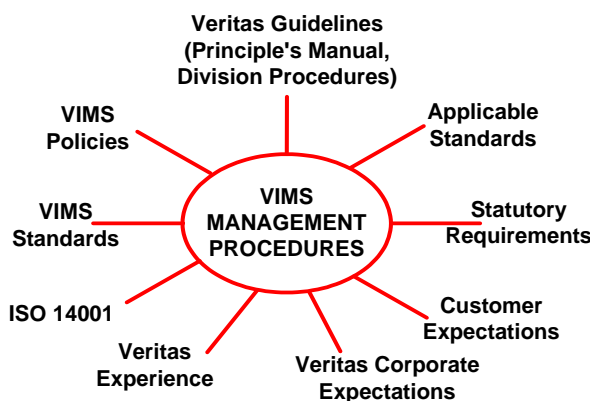 Veritas Guidelines
(Principle's Manual,
Division Procedures)
VIMS
Policies
Applicable
Standards
VIMS
MANAGEMENT
PROCEDURES
VIMS
Standards
Statutory
Requirements
ISO 14001
Customer
Expectations
Veritas
Experience
Veritas Corporate
Expectations